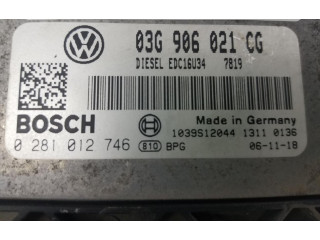 VW 03G 906 021 CG
DIESEL EDC16U34 7819
BOSCH
Made in Germany
1039S12044 1311 0136
0 281 012 746 810 BPG 06-11-18